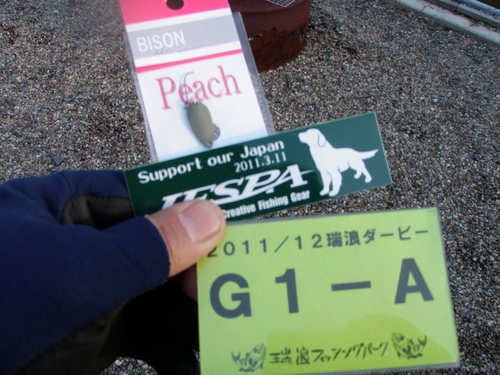 BISON
Peach
Support our Japan
2011.3.11
JESPA
Creative Fishing Gear
2011/12瑞浪ダービー
G1-A
瑞浪フィッシングパーク